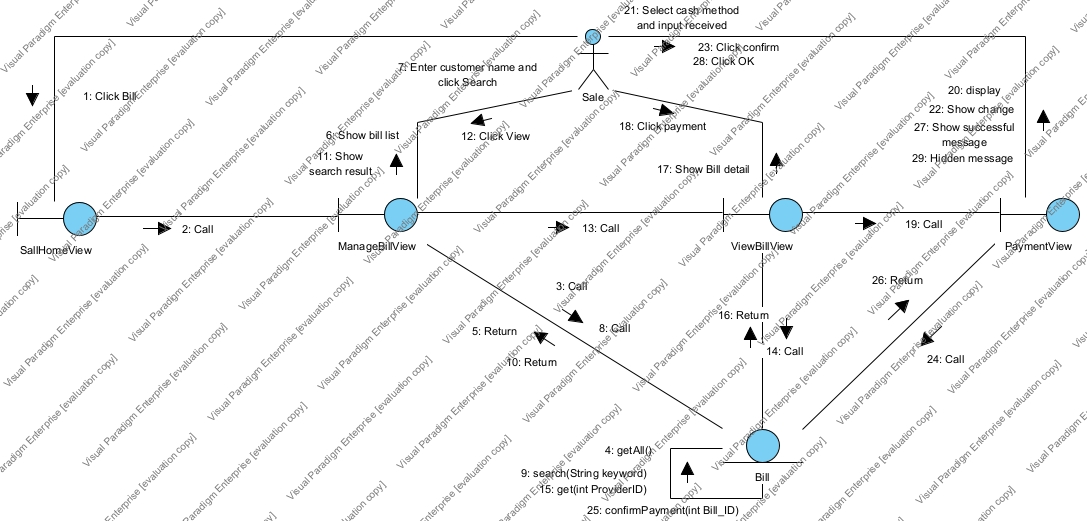 21: Select cash method
and input received
23: Click confirm
28: Click OK
7: Enter customer name and
click Search
Sale
1: Click Bill
20: display
22: Show change
27: Show successful
message
29: Hidden message
6: Show bill list
11: Show
search result
12: Click View
18: Click payment
17: Show Bill detail
2: Call
13: Call
19: Call
SallHomeView
ManageBillView
ViewBillView
PaymentView
3: Call
8: Call
5: Return
10: Return
16: Return
14: Call
26: Return
24: Call
4: getAll()
9: search(String keyword)
15: get(int ProviderID)
25: confirmPayment(int Bill_ID)
Bill
Visual Paradigm Enterprise [evaluation copy]